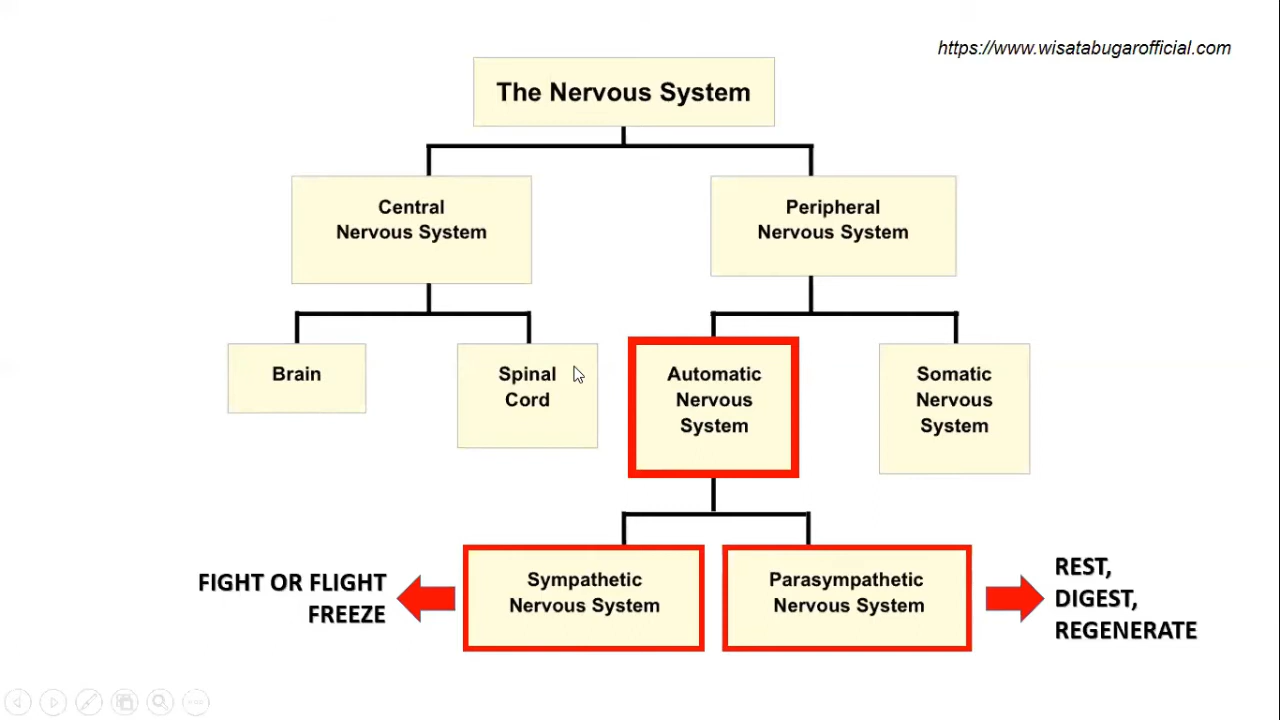 https://www.wisatabugarofficial.com
The Nervous System
Central
Nervous System
Peripheral
Nervous System
Brain
Spinal
Cord
Automatic
Nervous
System
Somatic
Nervous
System
FIGHT OR FLIGHT
FREEZE
Sympathetic
Nervous System
Parasympathetic
Nervous System
REST,
DIGEST,
REGENERATE